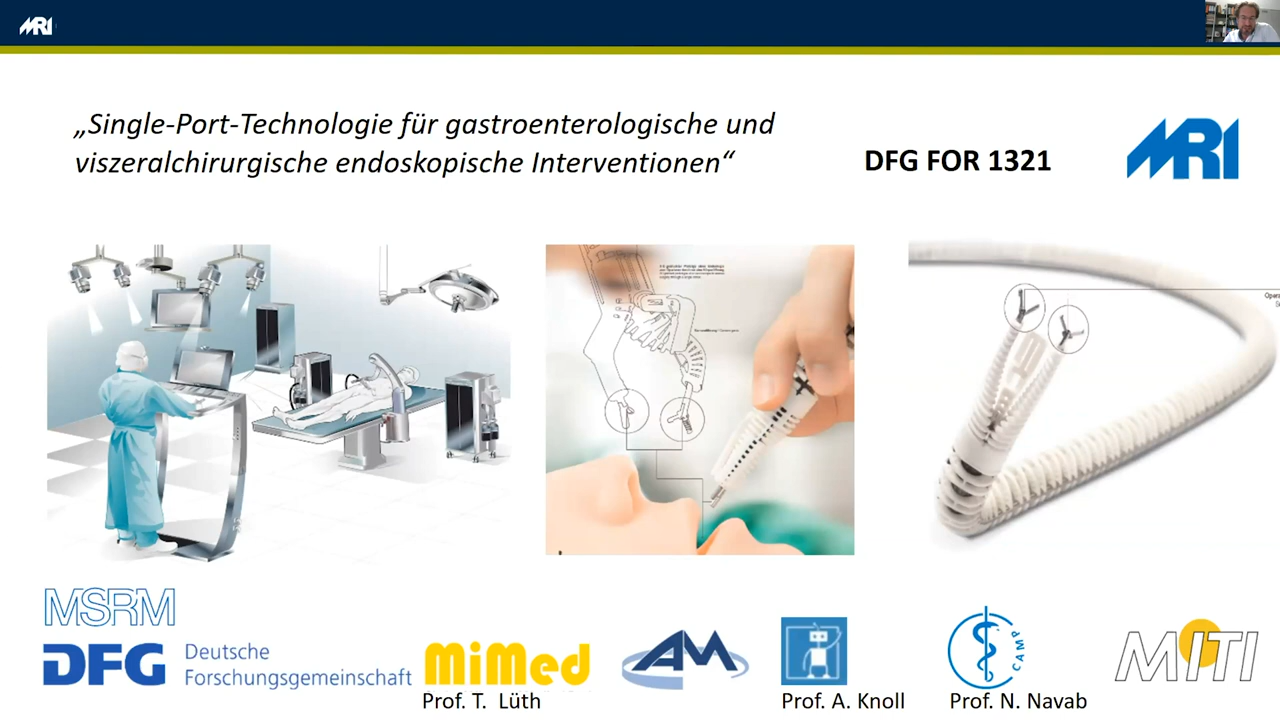 MRI
„Single-Port-Technologie für gastroenterologische und
viszeralchirurgische endoskopische Interventionen“
DFG FOR 1321
MRI
MSRM
DFG Deutsche
Forschungsgemeinschaft
MiMed
AM
CAMP
MITI
Prof. T. Lüth
Prof. A. Knoll
Prof. N. Navab